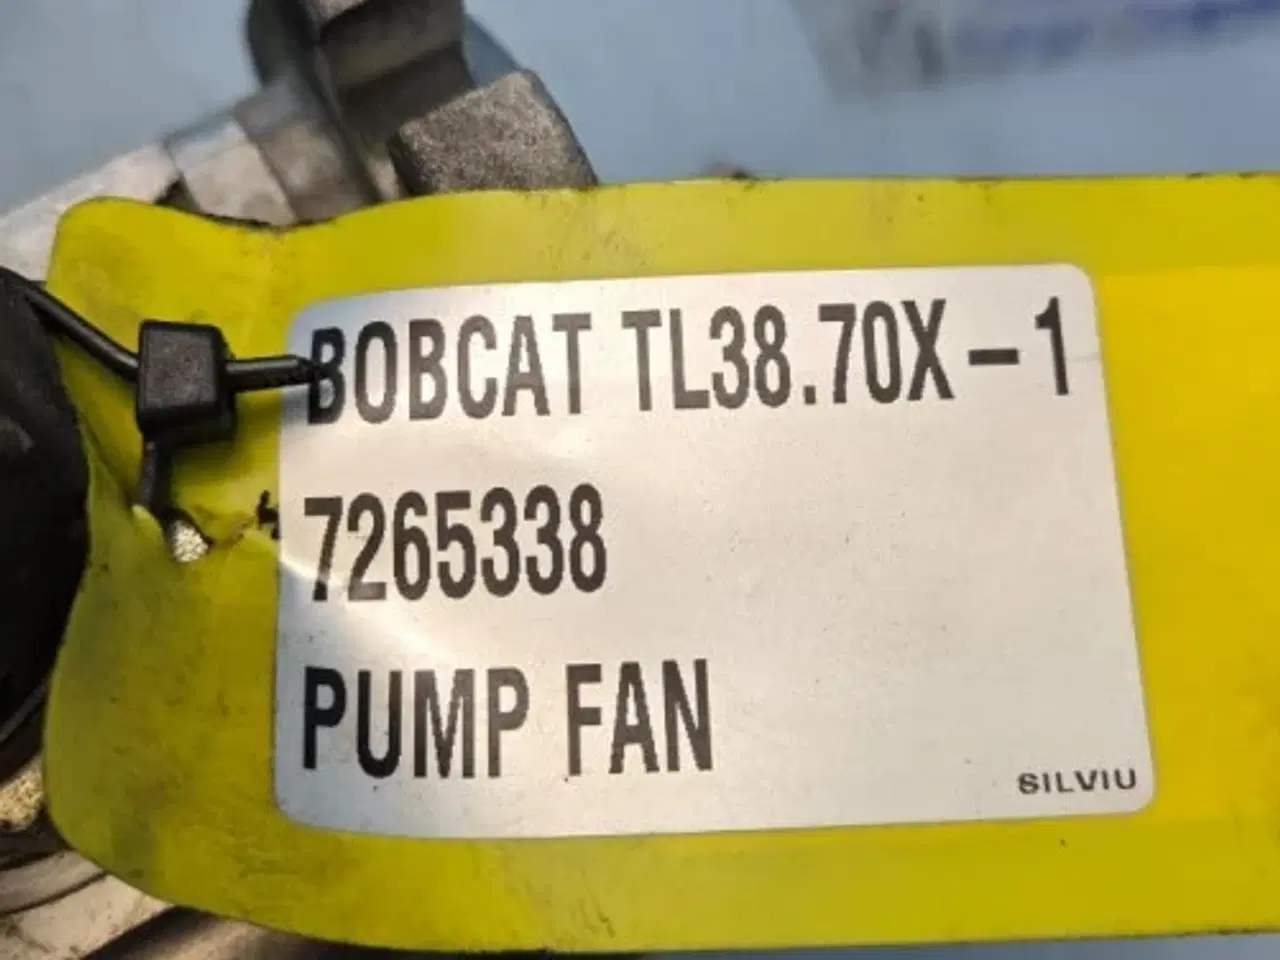 BOBCAT TL38.70X-1
7265338
PUMP FAN
SILVIU